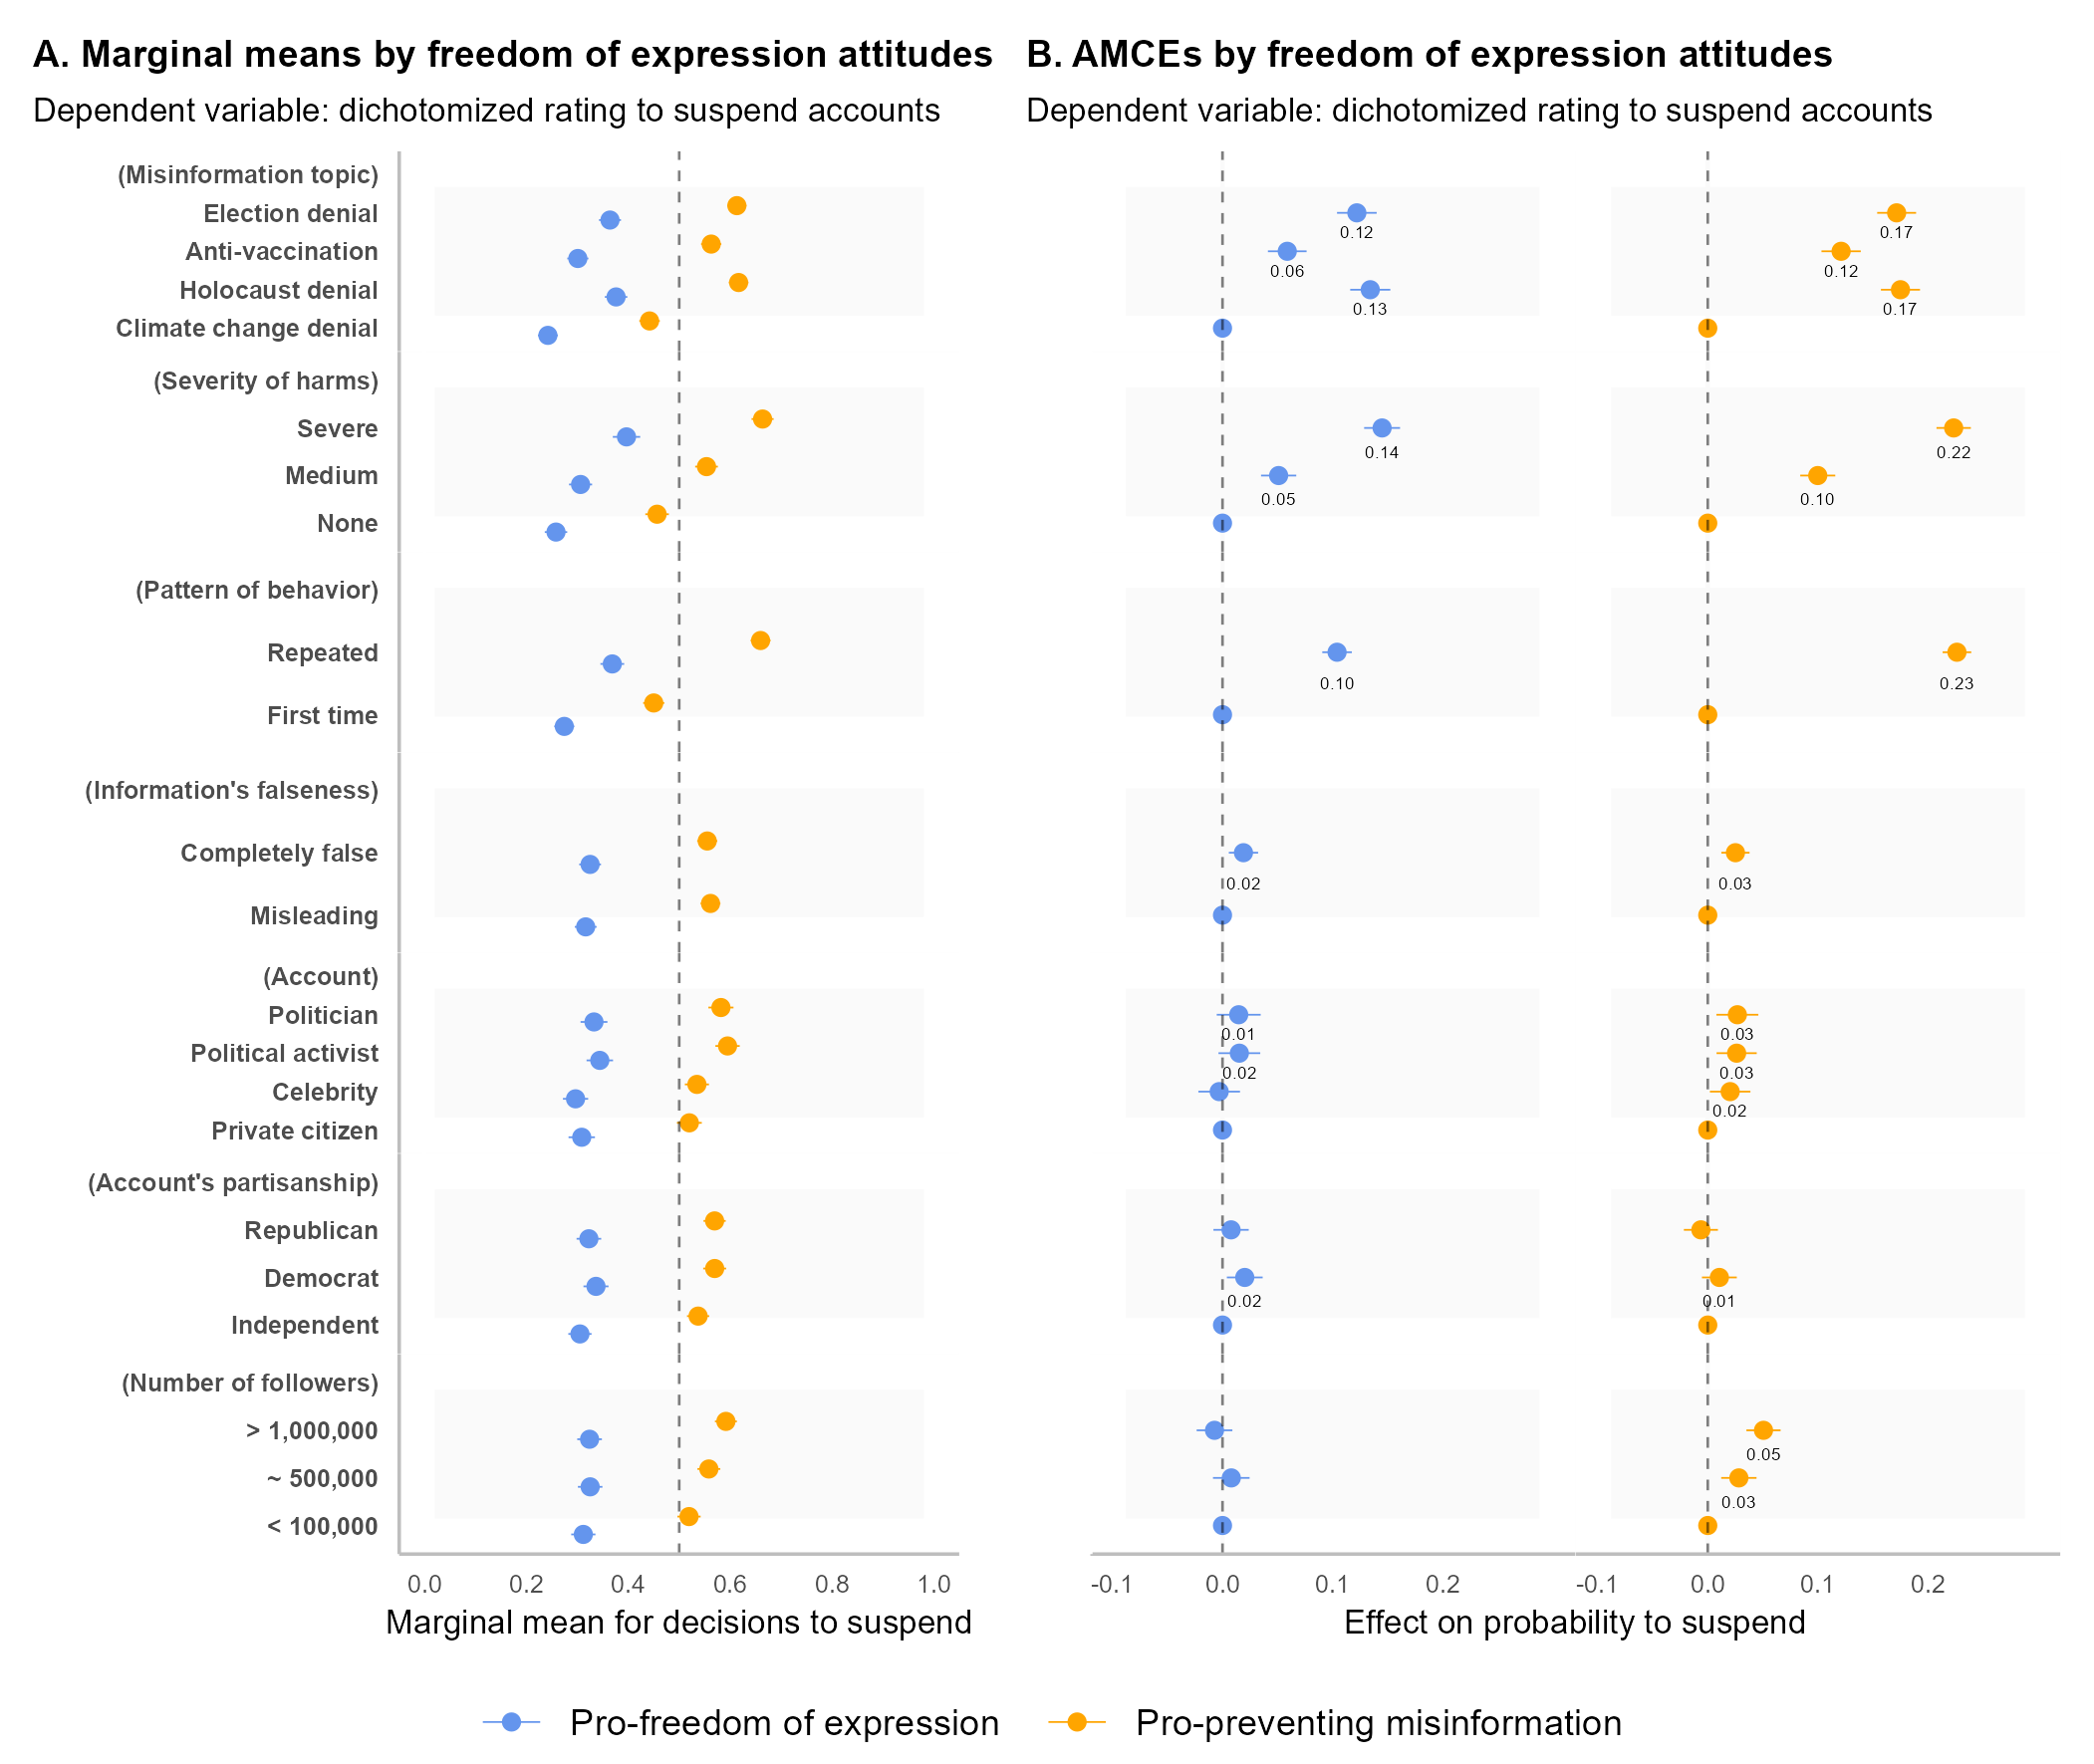 A. Marginal means by freedom of expression attitudes
Dependent variable: dichotomized rating to suspend accounts
(Misinformation topic)
Election denial
Anti-vaccination
Holocaust denial
Climate change denial
(Severity of harms)
Severe
Medium
None
(Pattern of behavior)
Repeated
First time
(Information's falseness)
Completely false
Misleading
(Account)
Politician
Political activist
Celebrity
Private citizen
(Account's partisanship)
Republican
Democrat
Independent
(Number of followers)
> 1,000,000
~ 500,000
< 100,000
0.0 0.2 0.4 0.6 0.8 1.0
Marginal mean for decisions to suspend
B. AMCEs by freedom of expression attitudes
Dependent variable: dichotomized rating to suspend accounts
0.12 0.17
0.06 0.12
0.13 0.17
0.14 0.22
0.05 0.10
0.10 0.23
0.02 0.03
0.01 0.03
0.02 0.03
0.02
0.02 0.01
0.05
0.03
-0.1 0.0 0.1 0.2 -0.1 0.0 0.1 0.2
Effect on probability to suspend
Pro-freedom of expression Pro-preventing misinformation